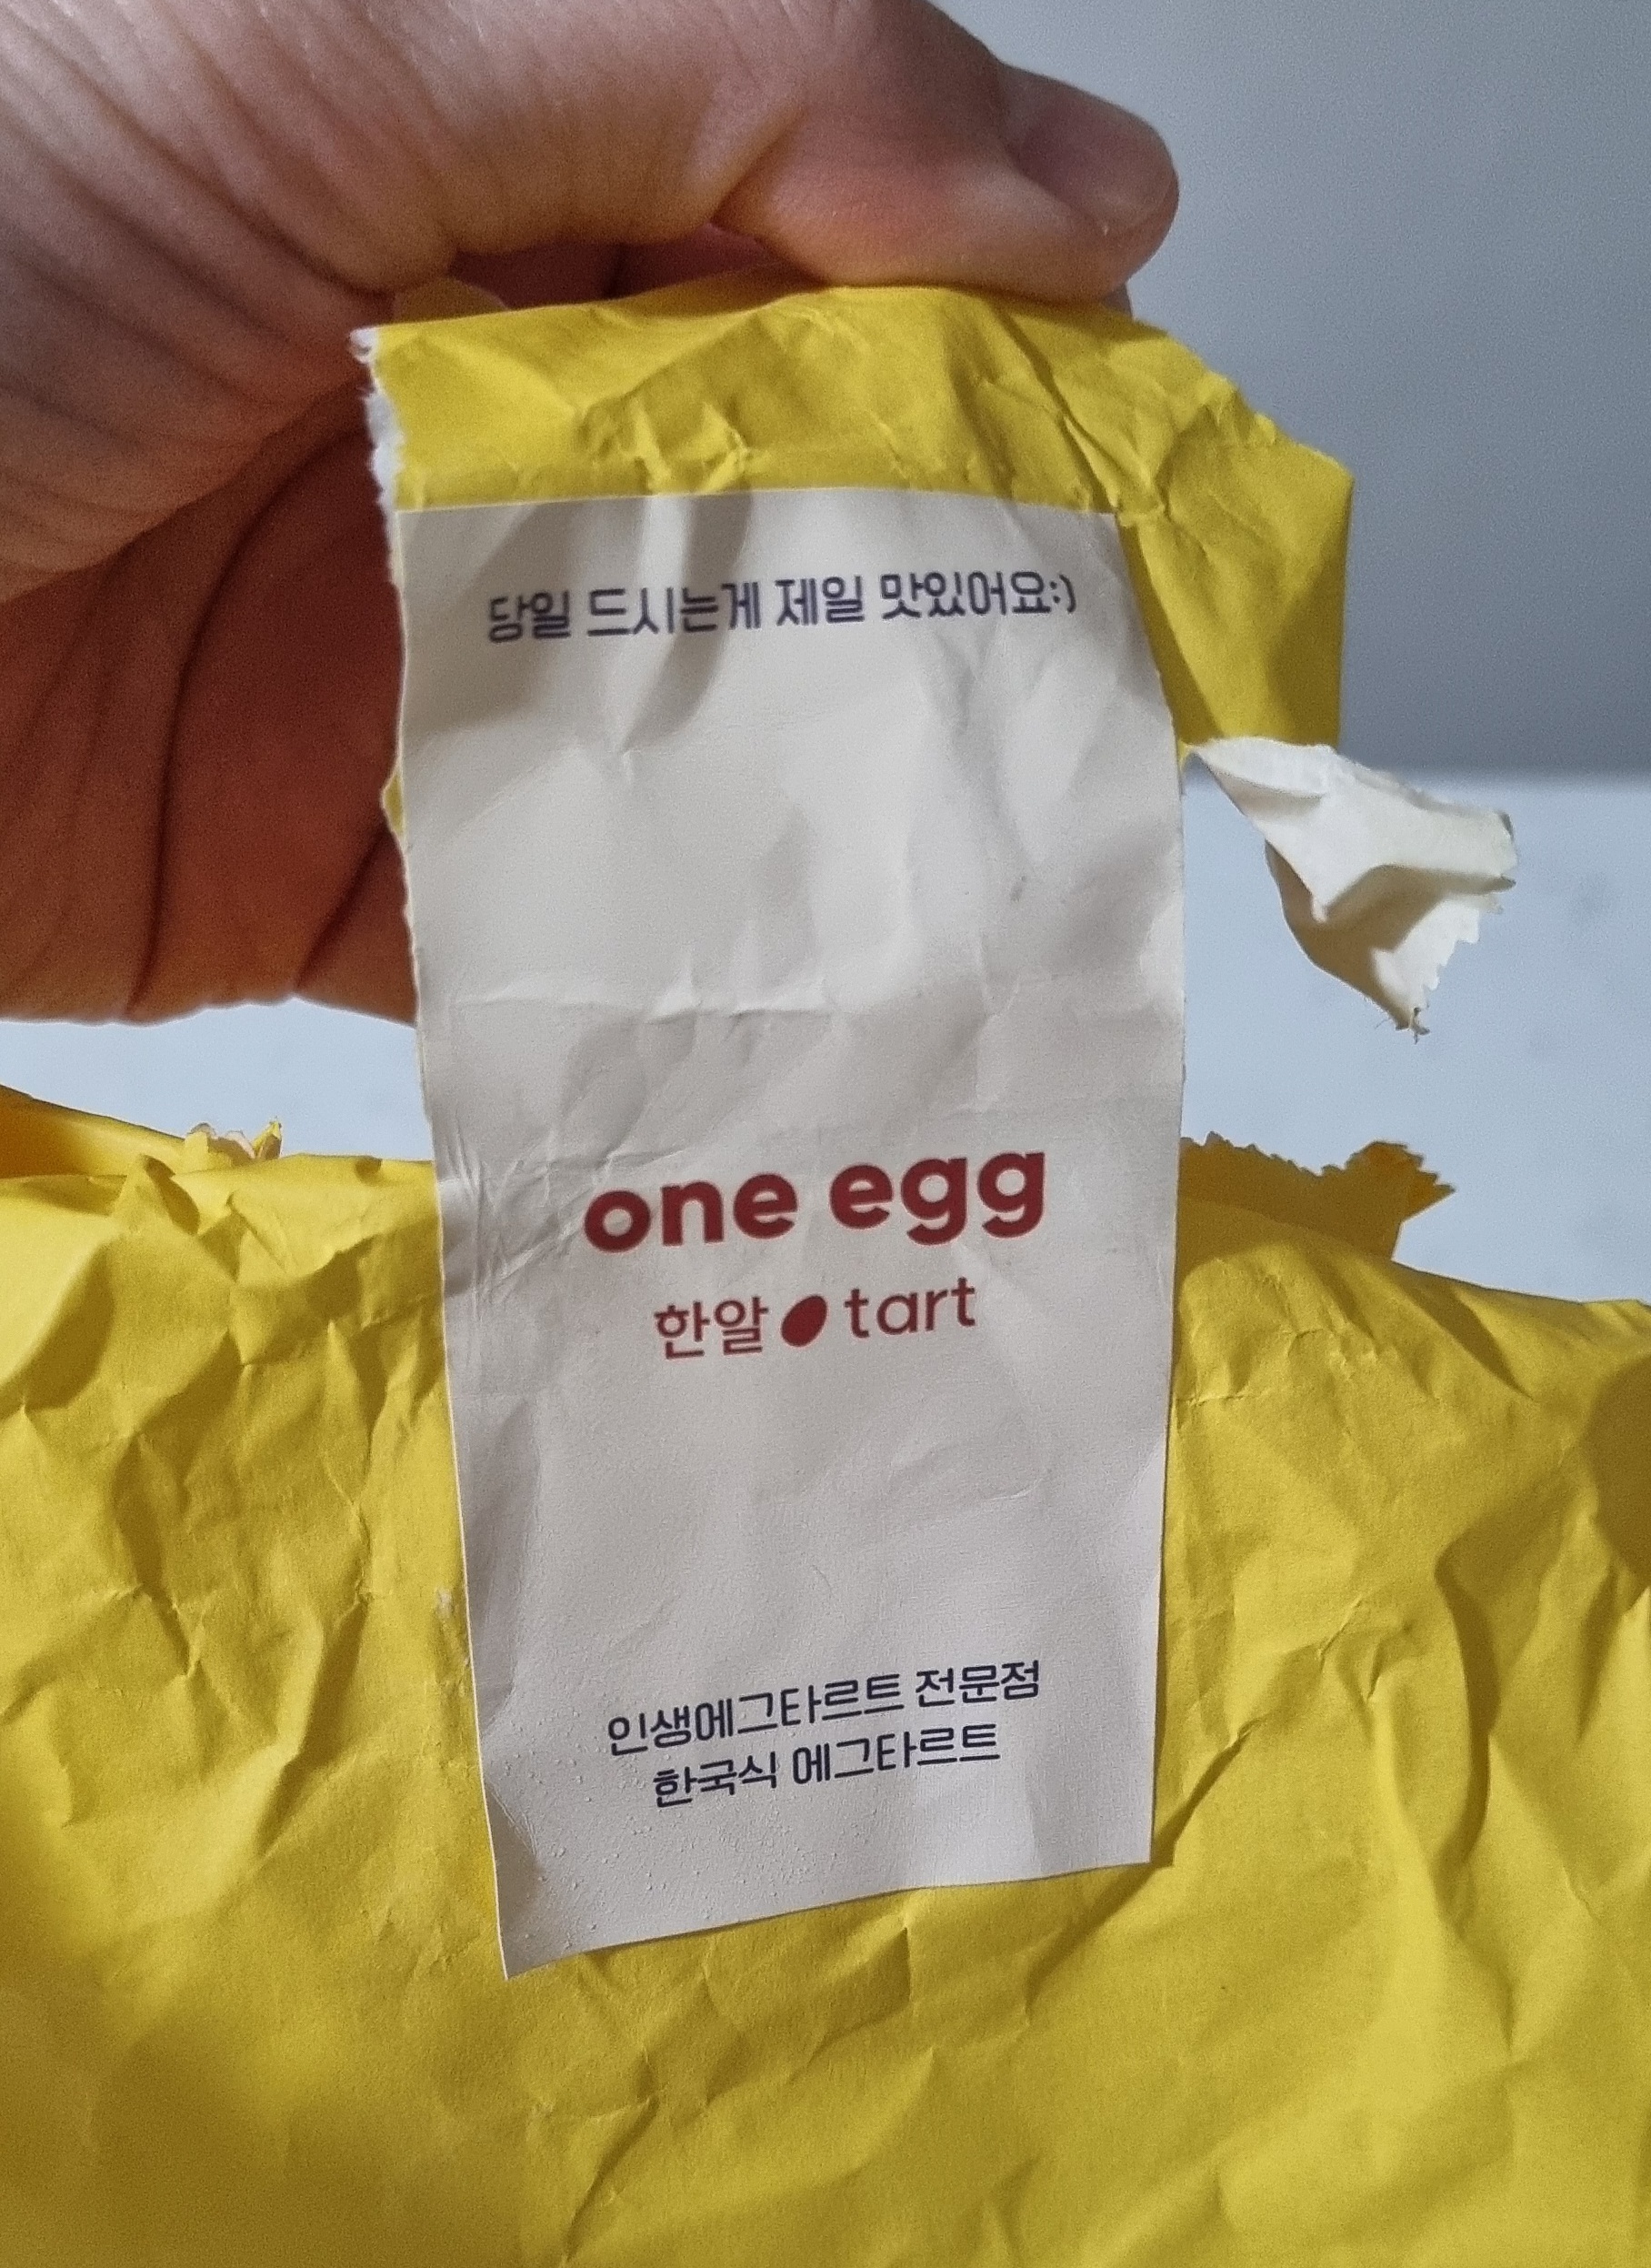 당일 드시는게 제일 맛있어요:)
one egg
한알 tart
인생에그타르트 전문점
한국식 에그타르트